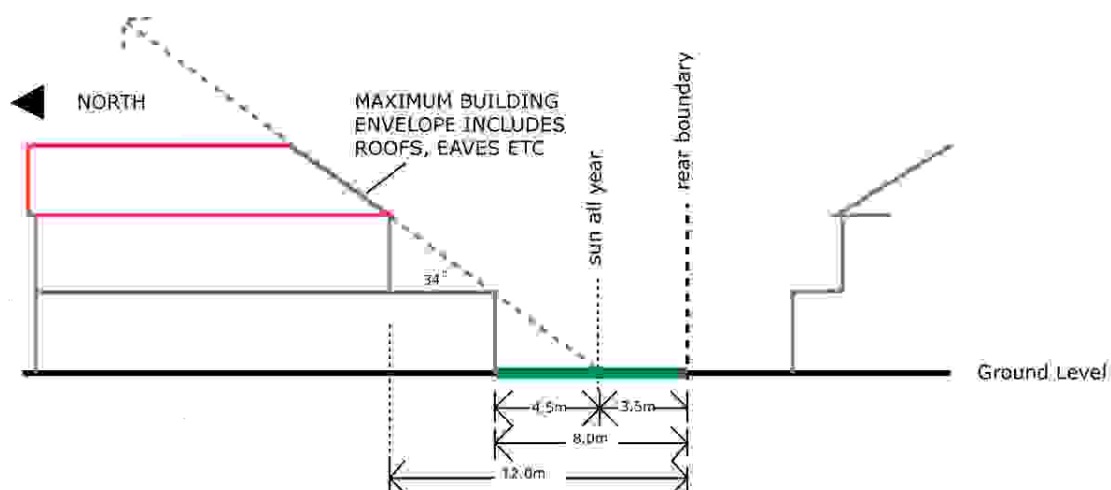 NORTH
MAXIMUM BUILDING
ENVELOPE INCLUDES
ROOFS, EAVES ETC
sun all year
rear boundary
34°
Ground Level
4.5m
3.5m
8.0m
12.0m